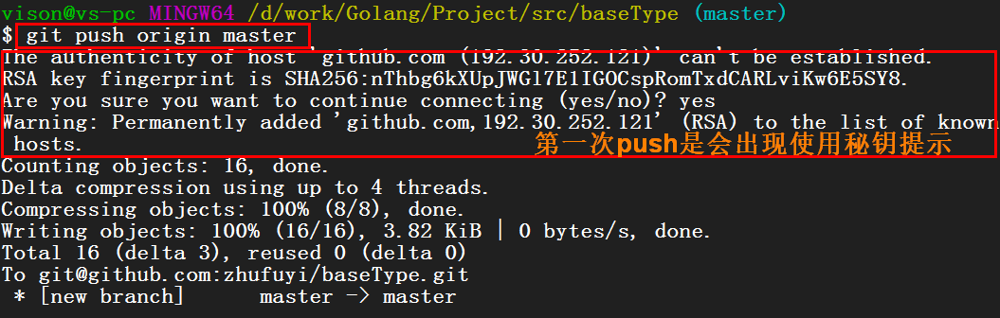 vison@vs-pc MINGW64 /d/work/Golang/Project/src/baseType (master)
$ git push origin master
The authenticity of host 'github.com (192.30.252.121)' can't be established.
RSA key fingerprint is SHA256:nThbg6kXUpJWGl7E1IGOCspRomTxdCARLviKw6E5SY8.
Are you sure you want to continue connecting (yes/no)? yes
Warning: Permanently added 'github.com,192.30.252.121' (RSA) to the list of known
 hosts.
第一次push是会出现使用秘钥提示
Counting objects: 16, done.
Delta compression using up to 4 threads.
Compressing objects: 100% (8/8), done.
Writing objects: 100% (16/16), 3.82 KiB | 0 bytes/s, done.
Total 16 (delta 3), reused 0 (delta 0)
To git@github.com:zhufuyi/baseType.git
 * [new branch]      master -> master